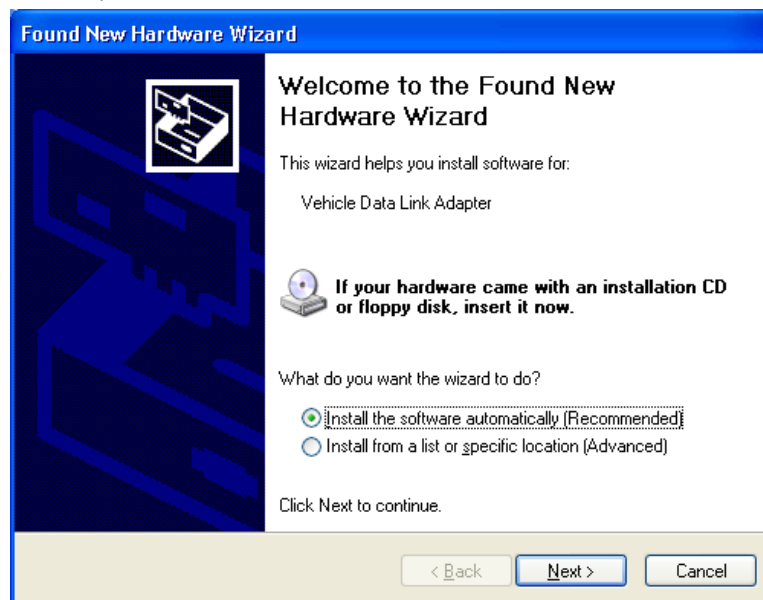 Found New Hardware Wizard
Welcome to the Found New
Hardware Wizard
This wizard helps you install software for:
Vehicle Data Link Adapter
If your hardware came with an installation CD
or floppy disk, insert it now.
What do you want the wizard to do?
Install the software automatically (Recommended)
Install from a list or specific location (Advanced)
Click Next to continue.
< Back
Next >
Cancel